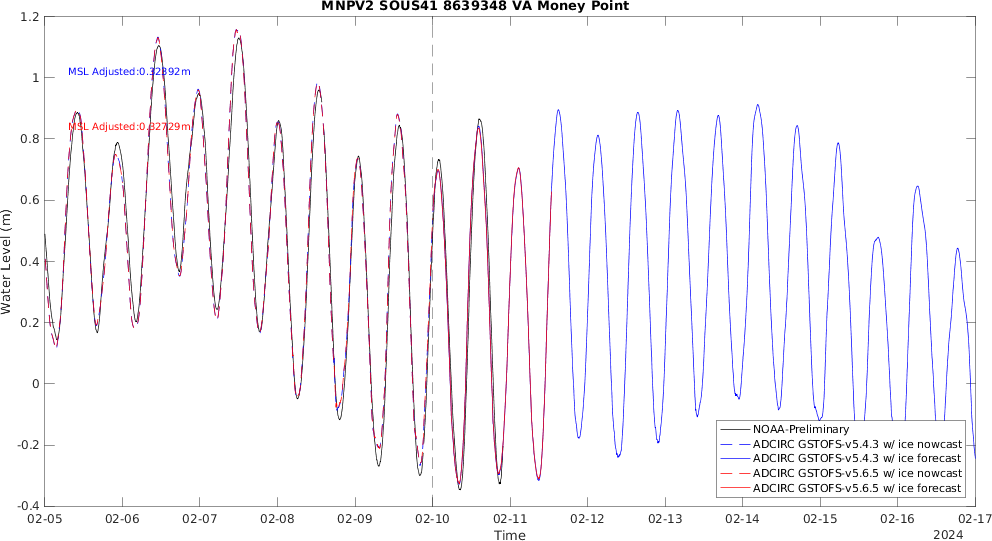 MNPV2 SOUS41 8639348 VA Money Point
Water Level (m)
1.2
1
0.8
0.6
0.4
0.2
0
-0.2
-0.4
MSL Adjusted:0.32392m
MSL Adjusted:0.32729m
NOAA-Preliminary
ADCIRC GSTOFS-v5.4.3 w/ ice nowcast
ADCIRC GSTOFS-v5.4.3 w/ ice forecast
ADCIRC GSTOFS-v5.6.5 w/ ice nowcast
ADCIRC GSTOFS-v5.6.5 w/ ice forecast
02-05 02-06 02-07 02-08 02-09 02-10 02-11 02-12 02-13 02-14 02-15 02-16 02-17
Time
2024